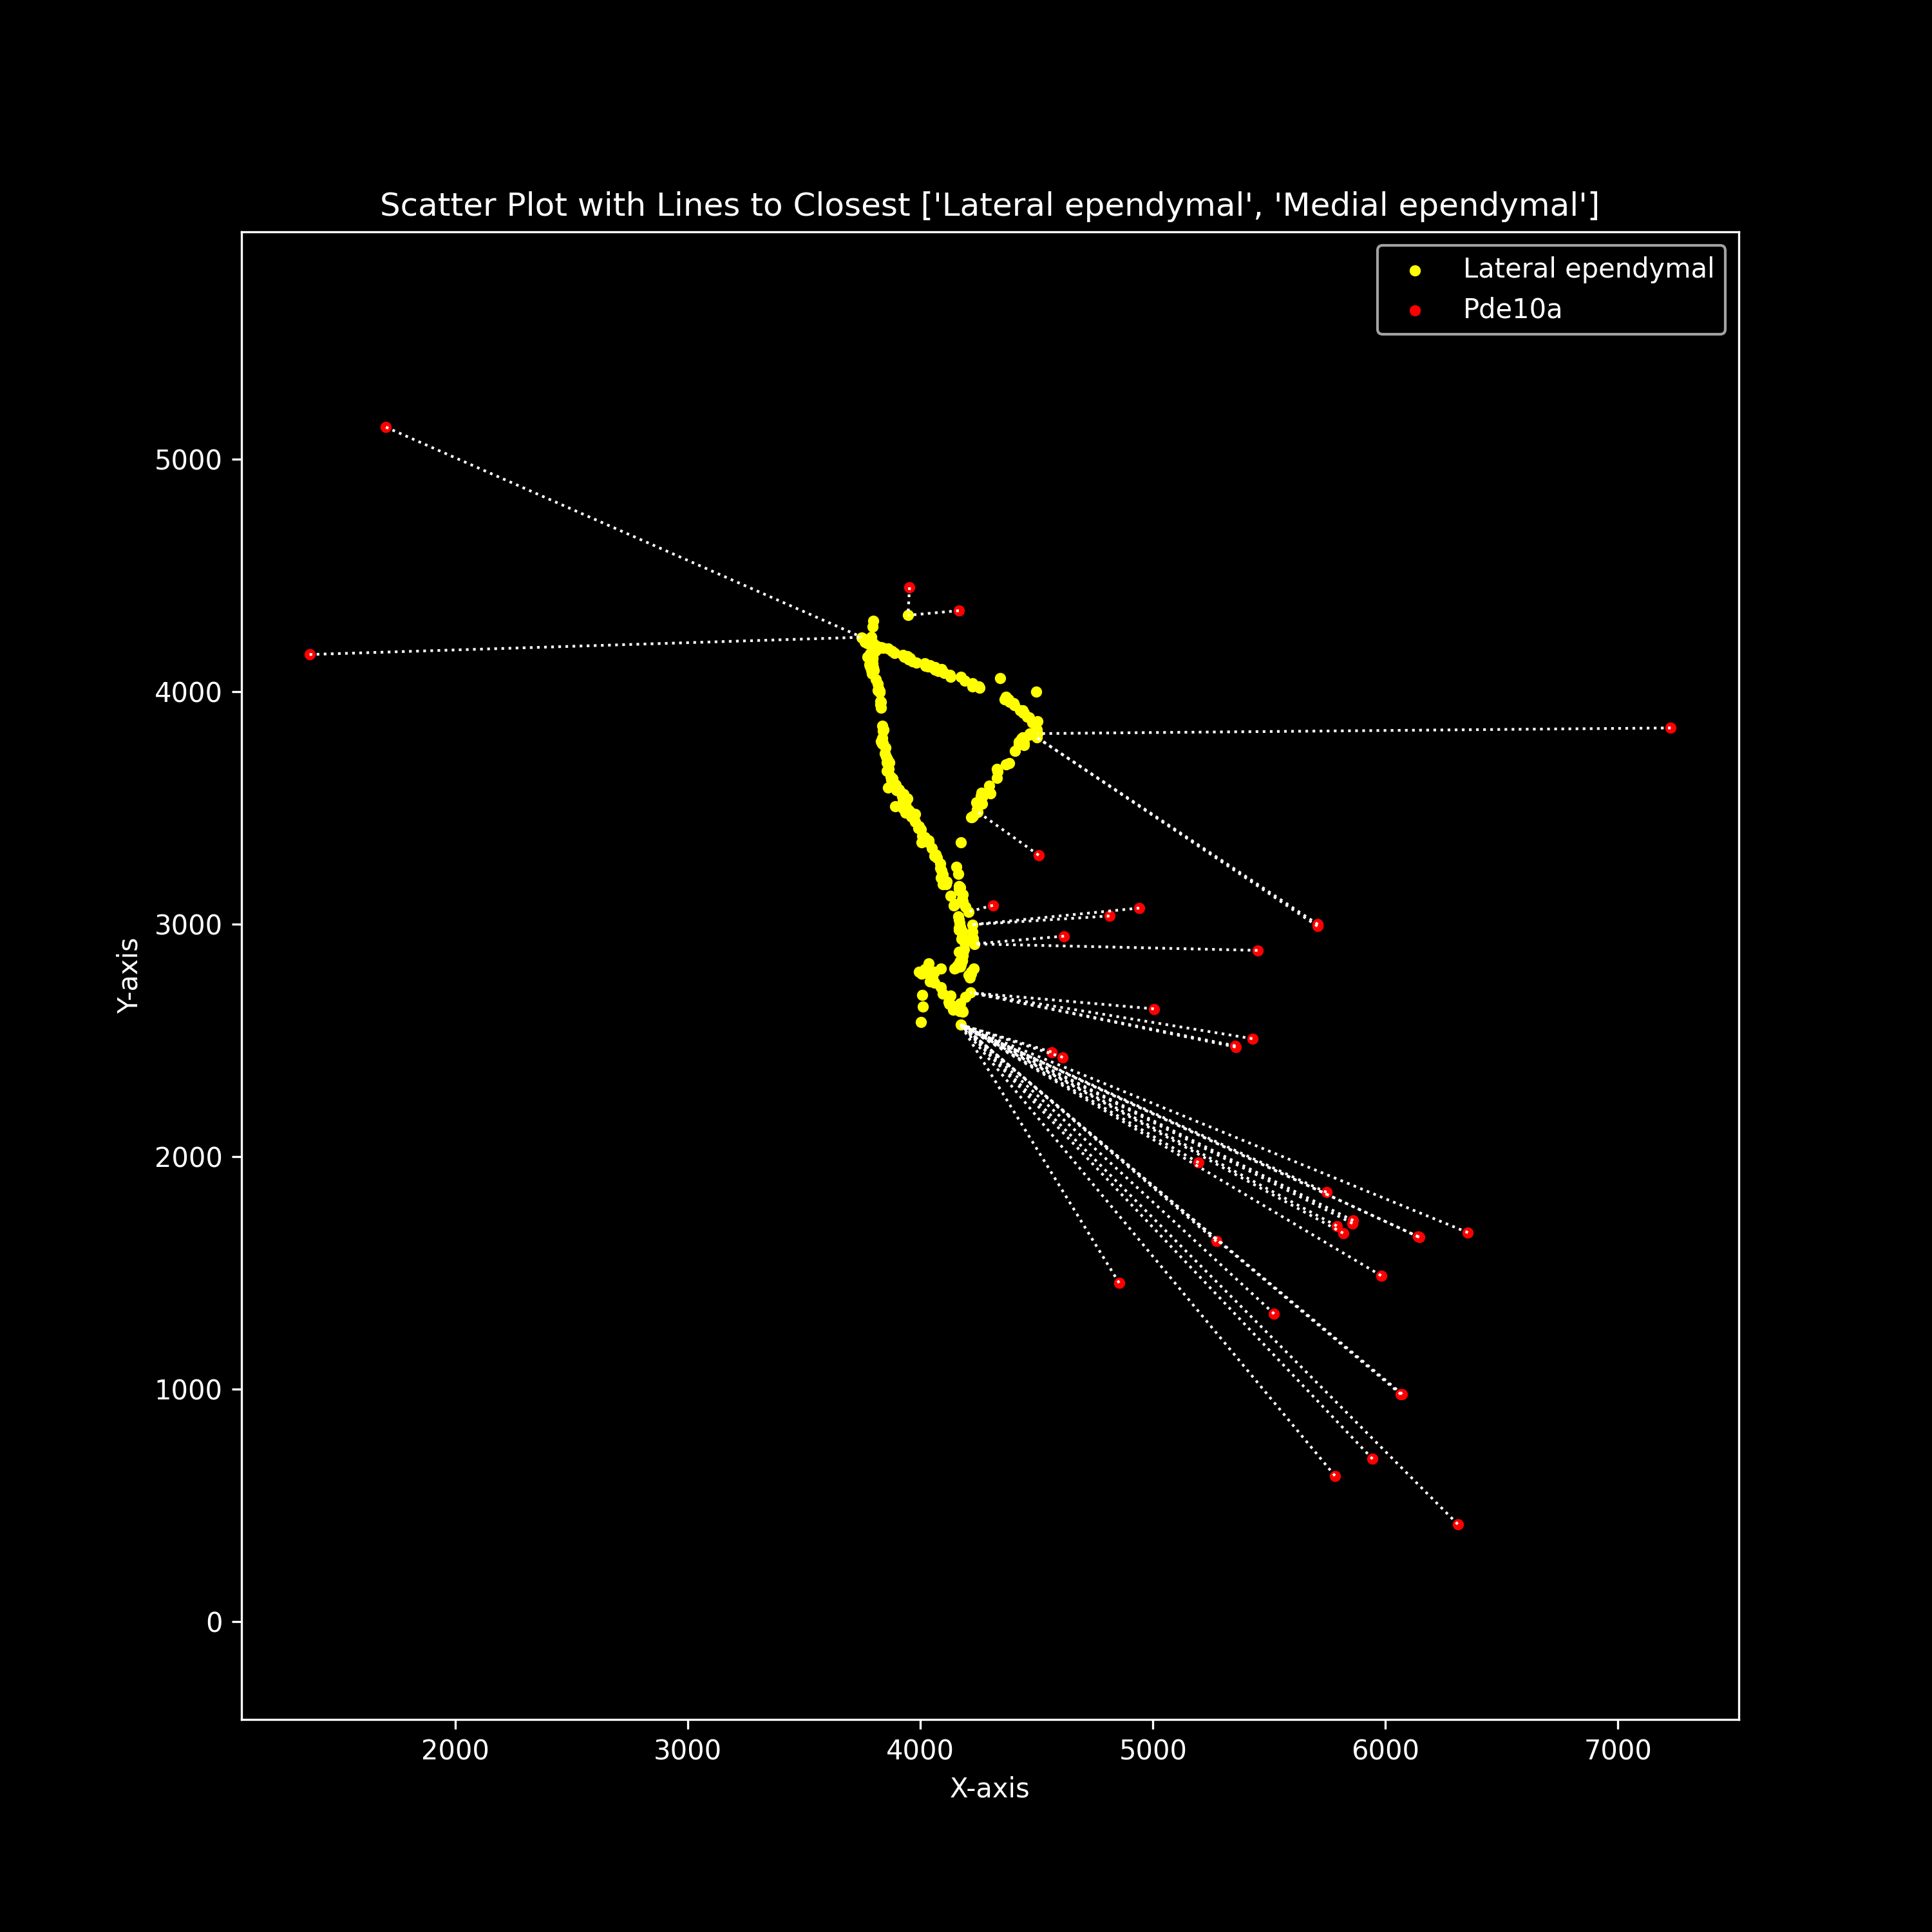 Scatter Plot with Lines to Closest ['Lateral ependymal', 'Medial ependymal']
Lateral ependymal
Pde10a
5000
4000
3000
2000
1000
0
Y-axis
2000 3000 4000 5000 6000 7000
X-axis